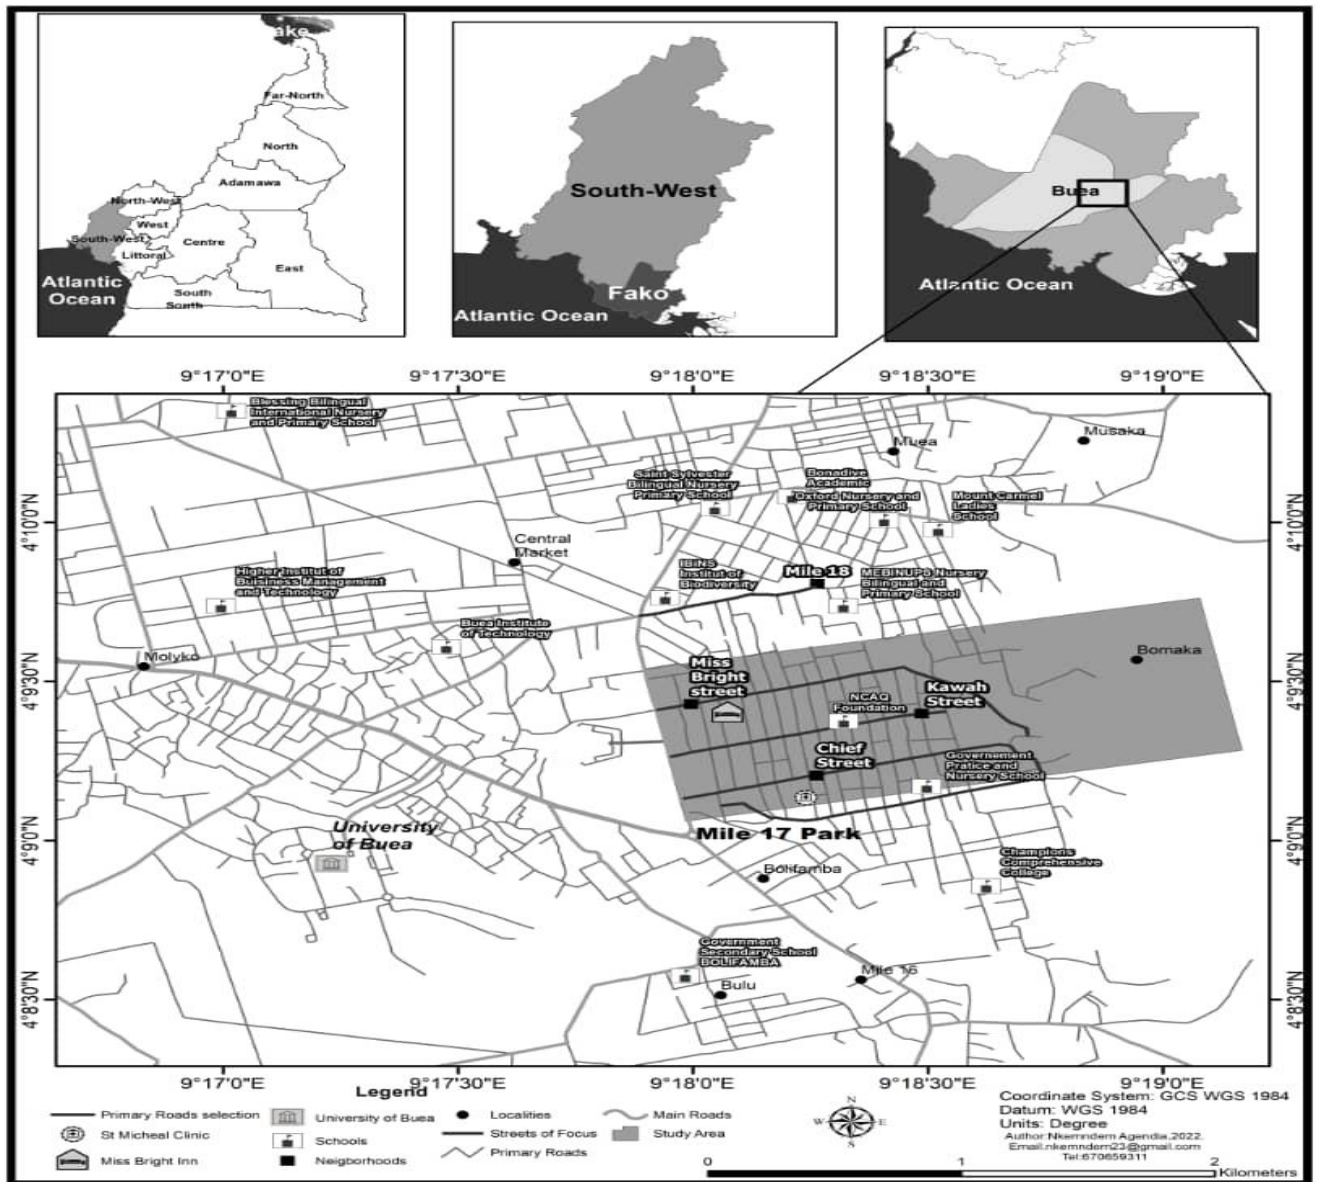 ake
Far-North
North
Adamawa
North-West
West
South-West
Centre
Littoral
East
South
South
Atlantic
Ocean
South-West
Fako
Atlantic Ocean
Buea
Atlantic Ocean
9°17'0"E
9°17'30"E
9°18'0"E
9°18'30"E
9°19'0"E
Blessing Bilingual
International Nursery
and Primary School
Muea
Musaka
Saint Sylvester
Bilingual Nursery
Primary School
Bonadive
Academic
Oxford Nursery and
Primary School
Mount Carmel
Ladies
School
4°10'0"N
4°10'0"N
Central
Market
Higher Institut of
Buisiness Management
and Technology
IBINS
Institut of
Biodiversity
Mile 18
MEBINUPS Nursery
Bilingual and
Primary School
Buea Institute
of Technology
Molyko
Bomaka
4°9'30"N
4°9'30"N
Miss
Bright
street
NCAQ
Foundation
Kawah
Street
Chief
Street
Governement
Pratice and
Nursery School
University
of Buea
Mile 17 Park
4°9'0"N
4°9'0"N
Bolifamba
Champions
Comprehensive
College
Government
Secondary School
BOLIFAMBA
Bulu
Mile 16
4°8'30"N
4°8'30"N
9°17'0"E
9°17'30"E
9°18'0"E
9°18'30"E
9°19'0"E
Legend
Primary Roads selection
University of Buea
Localities
Main Roads
St Micheal Clinic
Schools
Streets of Focus
Study Area
Miss Bright Inn
Neigborhoods
Primary Roads
N
W
E
S
Coordinate System: GCS WGS 1984
Datum: WGS 1984
Units: Degree
Author:Nkemndem Agendia,2022.
Email.nkemndem23@gmail.com
Tel:670659311
0
1
2
Kilometers